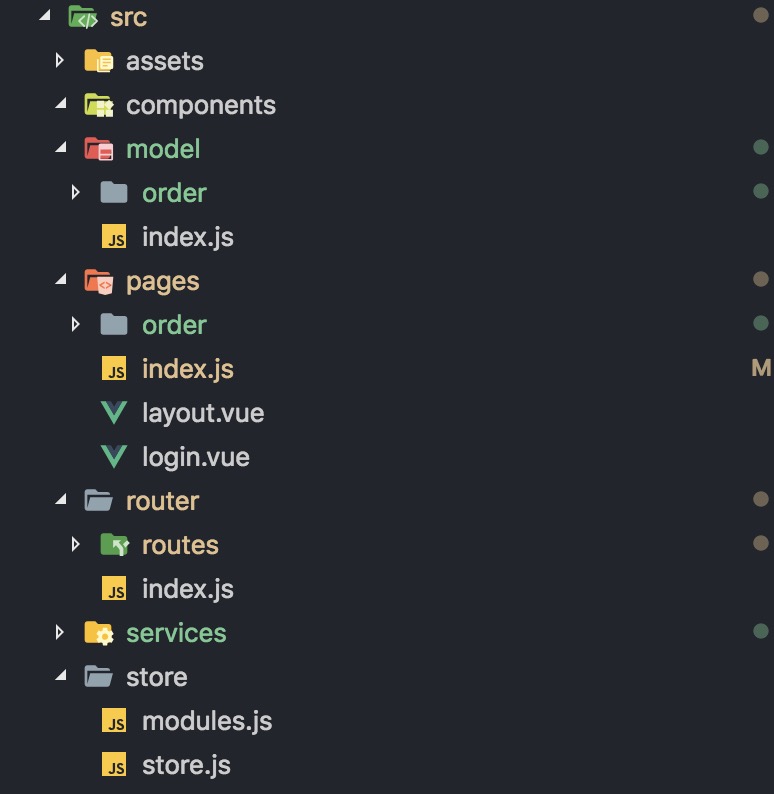 src
assets
components
model
order
JS index.js
pages
order
JS index.js M
layout.vue
login.vue
router
routes
JS index.js
services
store
JS modules.js
JS store.js